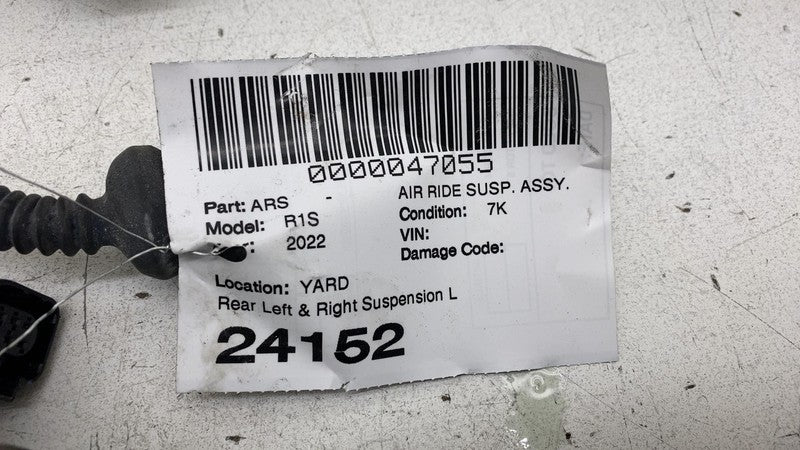 0000047055
Part: ARS - AIR RIDE SUSP. ASSY.
Model: R1S Condition: 7K
2022 VIN:
Damage Code:
Location: YARD
Rear Left & Right Suspension L
24152